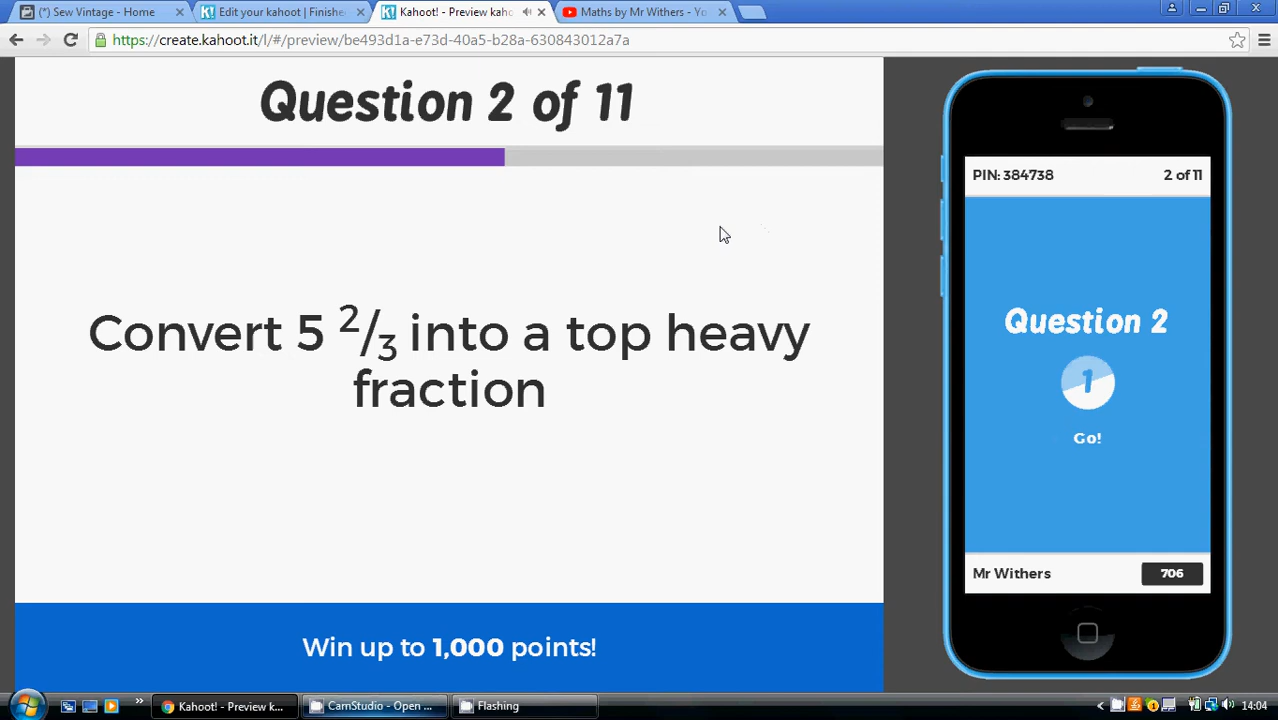 (*) Sew Vintage - Home
Edit your kahoot | Finishe
Kahoot! - Preview kaho
Maths by Mr Withers - Yo
https://create.kahoot.it/l/#/preview/be493d1a-e73d-40a5-b28a-630843012a7a
Question 2 of 11
Convert 5 2/3 into a top heavy
fraction
Win up to 1,000 points!
PIN: 384738 2 of 11
Question 2
1
Go!
Mr Withers 706
Kahoot! - Preview k...
CamStudio - Open ...
Flashing
14:04